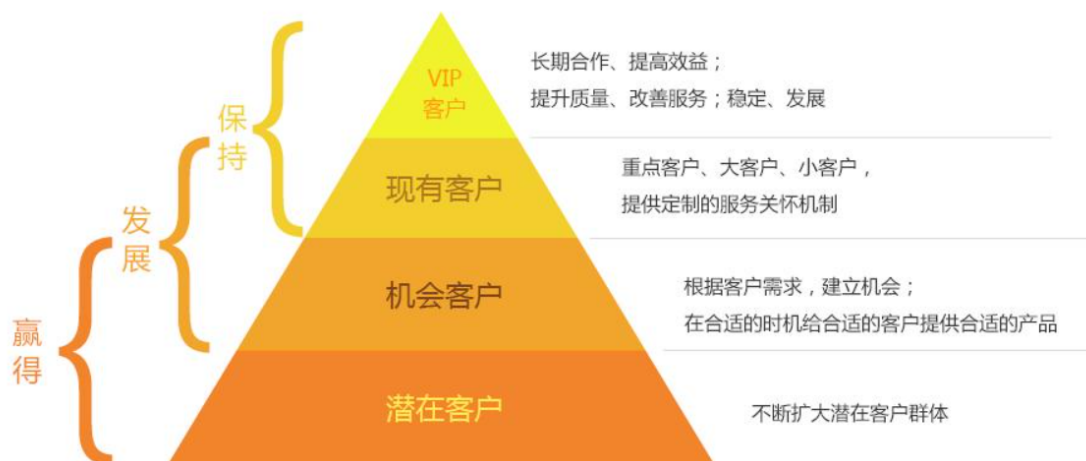 VIP
客户
长期合作、提高效益；
提升质量、改善服务；稳定、发展
保
持
现有客户
重点客户、大客户、小客户，
提供定制的服务关怀机制
发
展
机会客户
根据客户需求，建立机会；
在合适的时机给合适的客户提供合适的产品
赢
得
潜在客户
不断扩大潜在客户群体